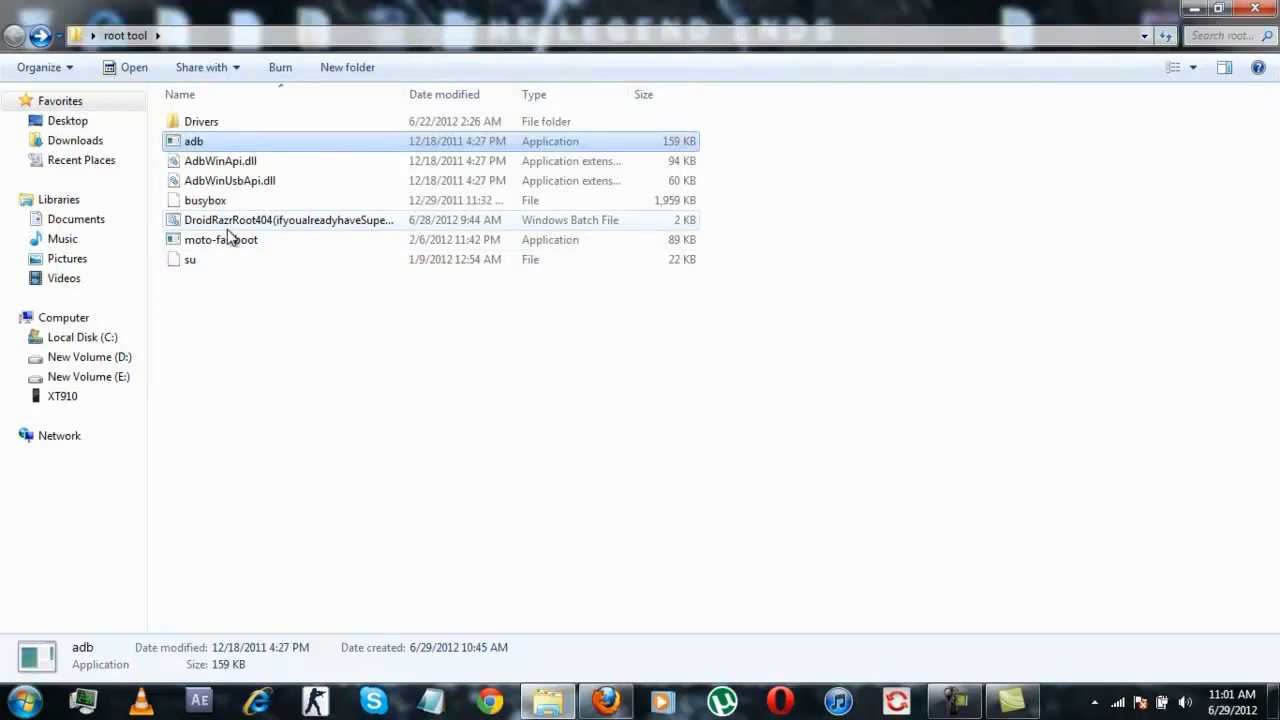 root tool
Search root...
Organize
Open
Share with
Burn
New folder
Name Date modified Type Size
Favorites
Desktop
Downloads
Recent Places
Libraries
Documents
Music
Pictures
Videos
Computer
Local Disk (C:)
New Volume (D:)
New Volume (E:)
XT910
Network
Drivers 6/22/2012 2:26 AM File folder
adb 12/18/2011 4:27 PM Application 159 KB
AdbWinApi.dll 12/18/2011 4:27 PM Application extens... 94 KB
AdbWinUsbApi.dll 12/18/2011 4:27 PM Application extens... 60 KB
busybox 12/29/2011 11:32 ... File 1,959 KB
DroidRazrRoot404(ifyoualreadyhaveSupe... 6/28/2012 9:44 AM Windows Batch File 2 KB
2/6/2012 11:42 PM Application 89 KB
su 1/9/2012 12:54 AM File 22 KB
adb Date modified: 12/18/2011 4:27 PM Date created: 6/29/2012 10:45 AM
Application Size: 159 KB
AE
11:01 AM
6/29/2012